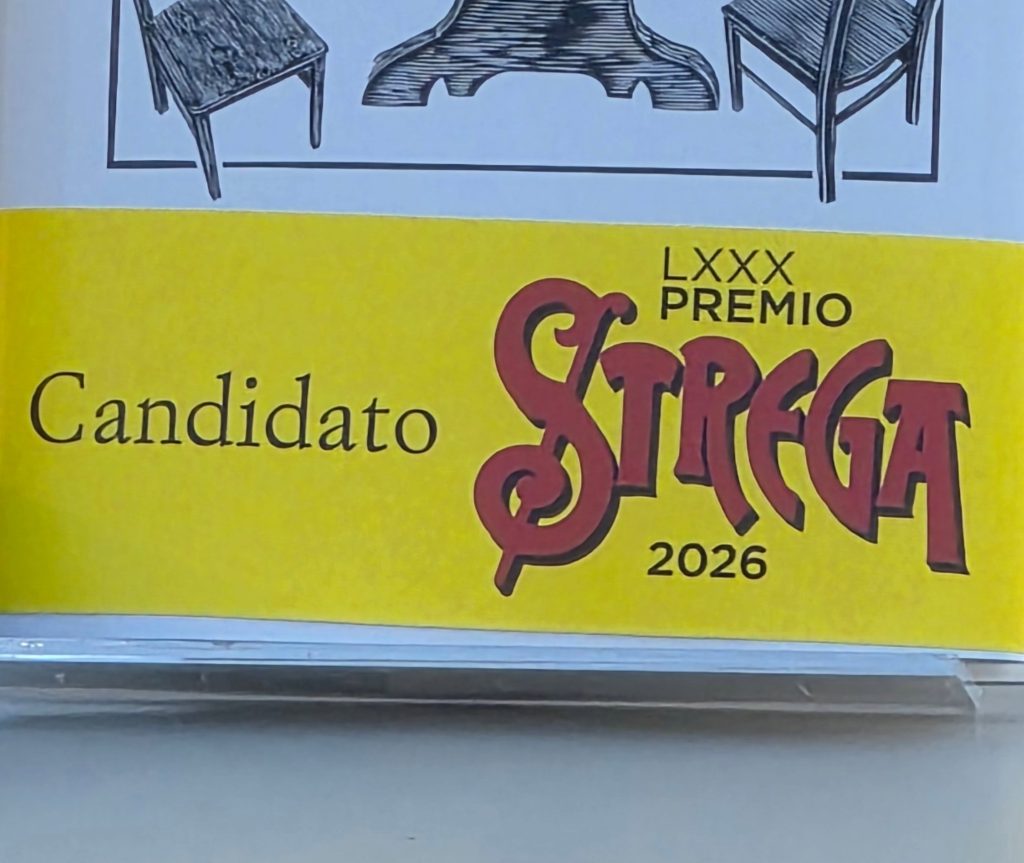 LXXX
PREMIO
Candidato STREGA
2026